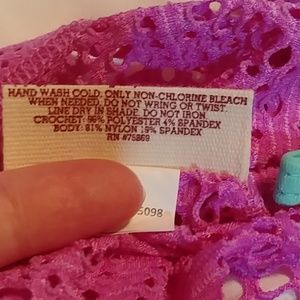 HAND WASH COLD. ONLY NON-CHLORINE BLEACH
WHEN NEEDED. DO NOT WRING OR TWIST.
LINE DRY IN SHADE. DO NOT IRON.
CROCHET: 96% POLYESTER 4% SPANDEX
BODY: 81% NYLON 19% SPANDEX
RN #75869
5098